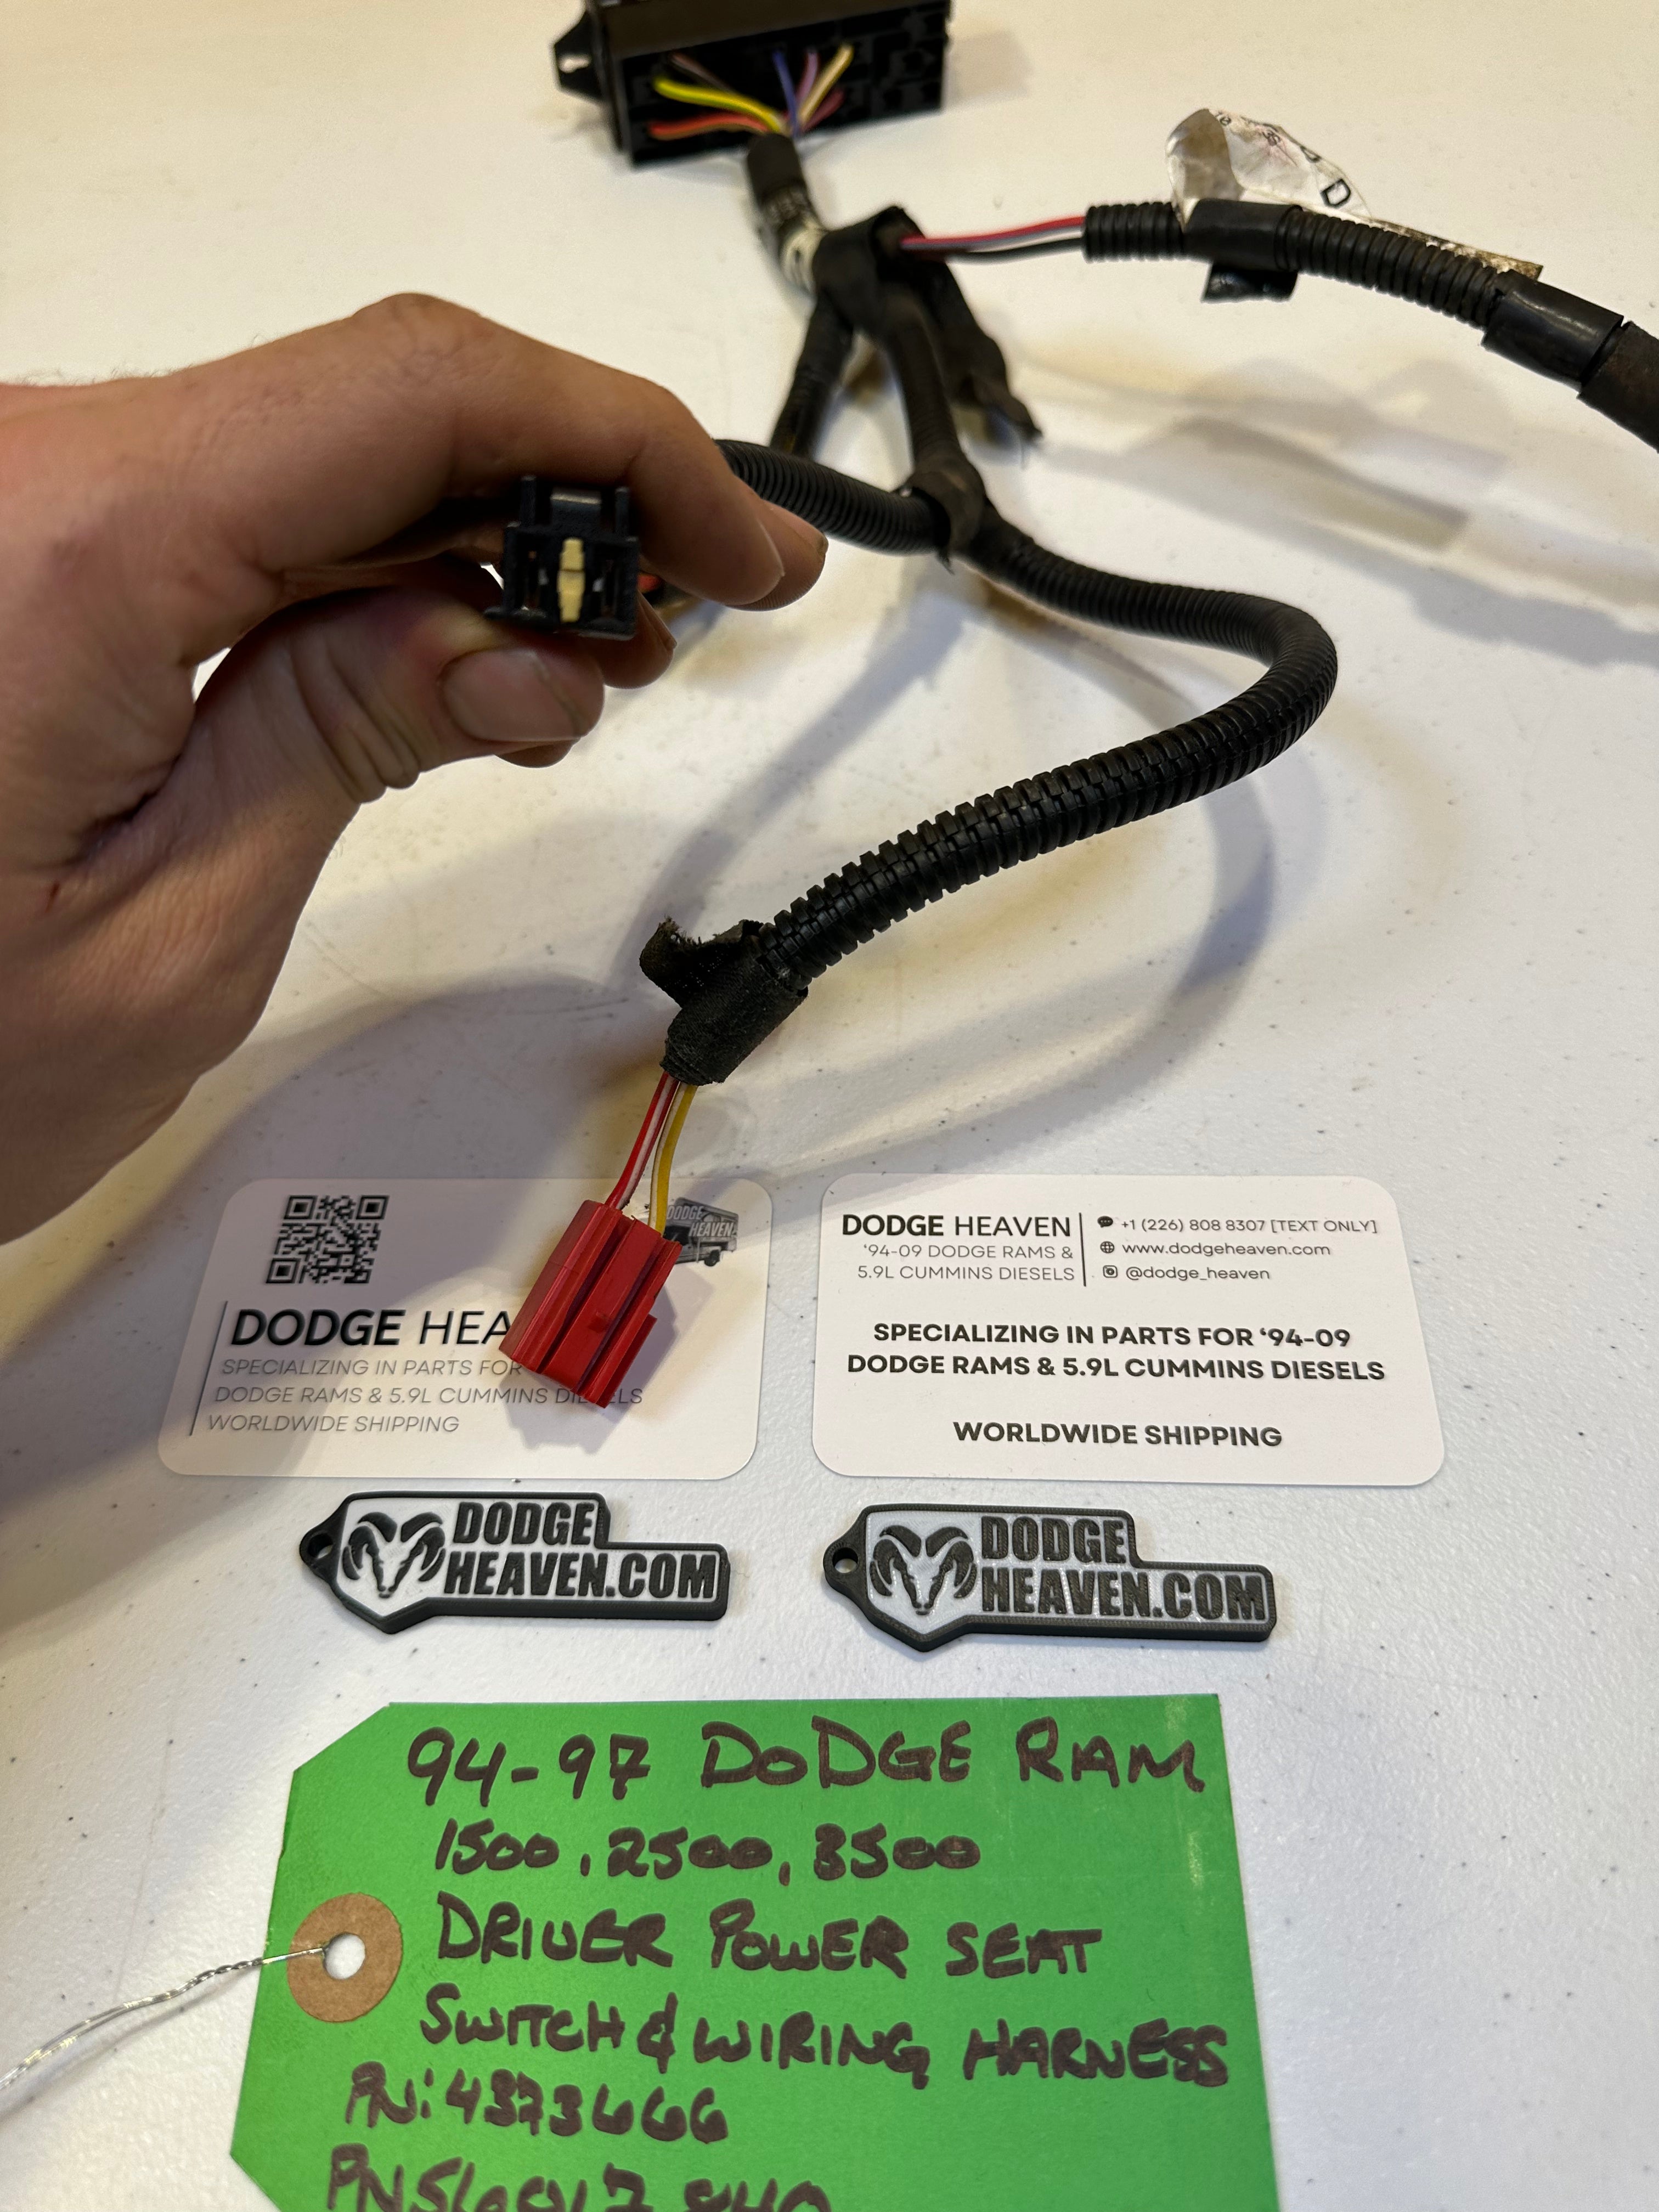 D
DODGE
HEAVEN
DODGE HEA
SPECIALIZING IN PARTS FOR
DODGE RAMS & 5.9L CUMMINS DIESELS
WORLDWIDE SHIPPING
DODGE HEAVEN
'94-09 DODGE RAMS &
5.9L CUMMINS DIESELS
+1 (226) 808 8307 [TEXT ONLY]
www.dodgeheaven.com
@dodge_heaven
SPECIALIZING IN PARTS FOR '94-09
DODGE RAMS & 5.9L CUMMINS DIESELS
WORLDWIDE SHIPPING
DODGE
HEAVEN.COM
DODGE
HEAVEN.COM
94-97 DODGE RAM
1500, 2500, 3500
DRIVER POWER SEAT
SWITCH & WIRING HARNESS
PN: 4373666